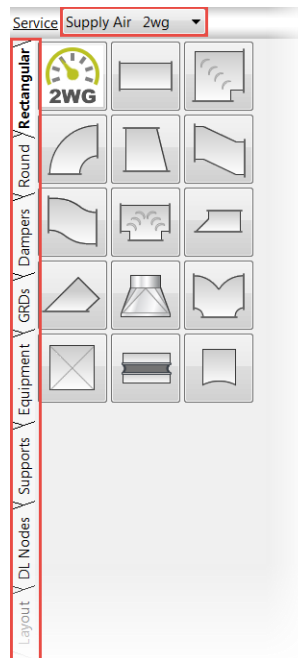 Service Supply Air 2wg
Rectangular
Round
Dampers
GRDs
Equipment
Supports
DL Nodes
Layout
2WG